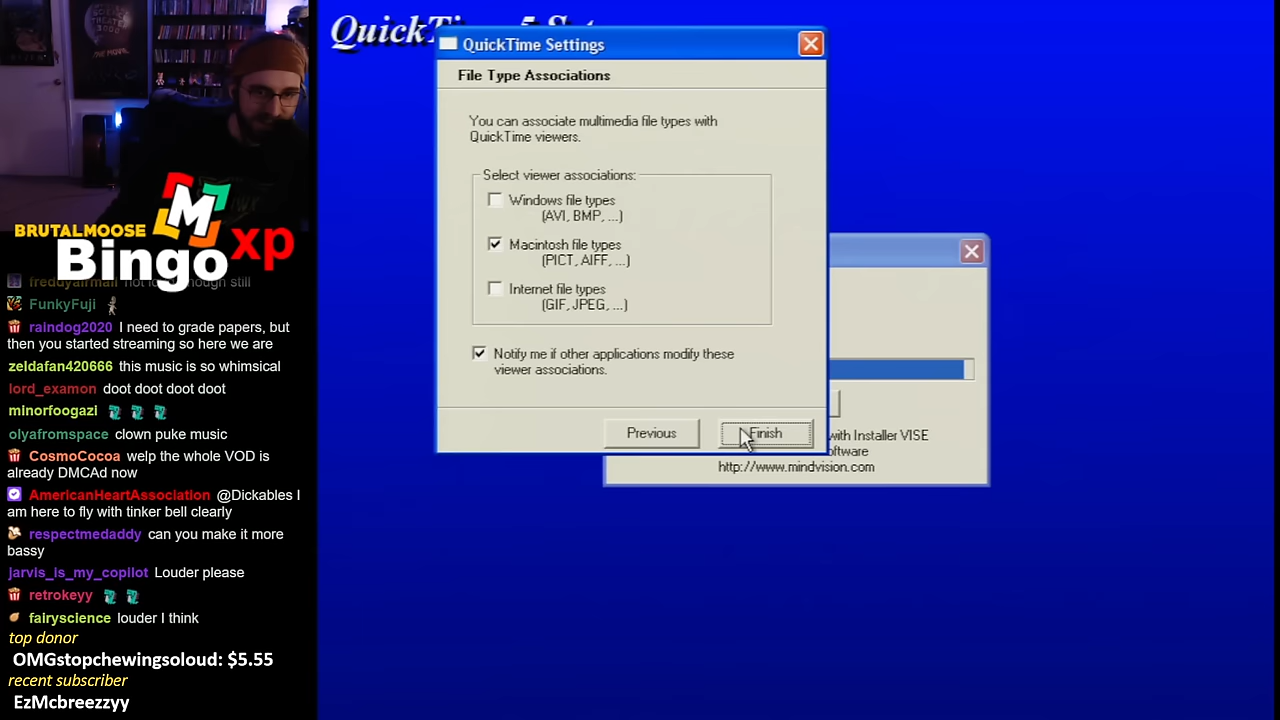 QuickTime 5 Set
QuickTime Settings
File Type Associations
You can associate multimedia file types with
QuickTime viewers.
Select viewer associations:
Windows file types
(AVI, BMP, ...)
Macintosh file types
(PICT, AIFF, ...)
Internet file types
(GIF, JPEG, ...)
Notify me if other applications modify these
viewer associations.
Previous
Finish
with Installer VISE
oftware
http://www.mindvision.com
BRUTALMOOSE
M
Bingo xp
freddyairmail not loud enough still
FunkyFuji
raindog2020 I need to grade papers, but
then you started streaming so here we
are
zeldafan420666 this music is so whimsical
lord_examon doot doot doot doot
minorfoogazi
olyafromspace clown puke music
CosmoCocoa welp the whole VOD is
already DMCAd now
AmericanHeartAssociation @Dickables I
am here to fly with tinker bell clearly
respectmedaddy can you make it more
bassy
jarvis_is_my_copilot Louder please
retrokeyy
fairyscience louder I think
top donor
OMGstopchewingsoloud: $5.55
recent subscriber
EzMcbreezzyy